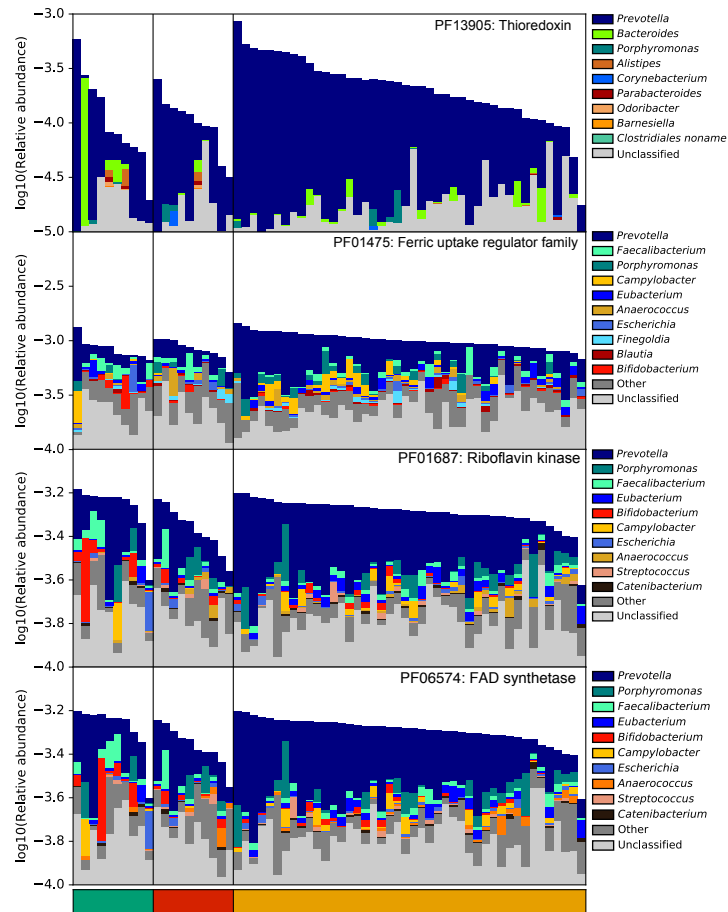 PF13905: Thioredoxin
log10(Relative abundance)
−3.0
−3.5
−4.0
−4.5
−5.0
Prevotella
Bacteroides
Porphyromonas
Alistipes
Corynebacterium
Parabacteroides
Odoribacter
Barnesiella
Clostridiales noname
Unclassified
PF01475: Ferric uptake regulator family
log10(Relative abundance)
−2.5
−3.0
−3.5
−4.0
Prevotella
Faecalibacterium
Porphyromonas
Campylobacter
Eubacterium
Anaerococcus
Escherichia
Finegoldia
Blautia
Bifidobacterium
Other
Unclassified
PF01687: Riboflavin kinase
log10(Relative abundance)
−3.2
−3.4
−3.6
−3.8
−4.0
Prevotella
Porphyromonas
Faecalibacterium
Eubacterium
Bifidobacterium
Campylobacter
Escherichia
Anaerococcus
Streptococcus
Catenibacterium
Other
Unclassified
PF06574: FAD synthetase
log10(Relative abundance)
−3.2
−3.4
−3.6
−3.8
−4.0
Prevotella
Porphyromonas
Faecalibacterium
Eubacterium
Bifidobacterium
Campylobacter
Escherichia
Anaerococcus
Streptococcus
Catenibacterium
Other
Unclassified